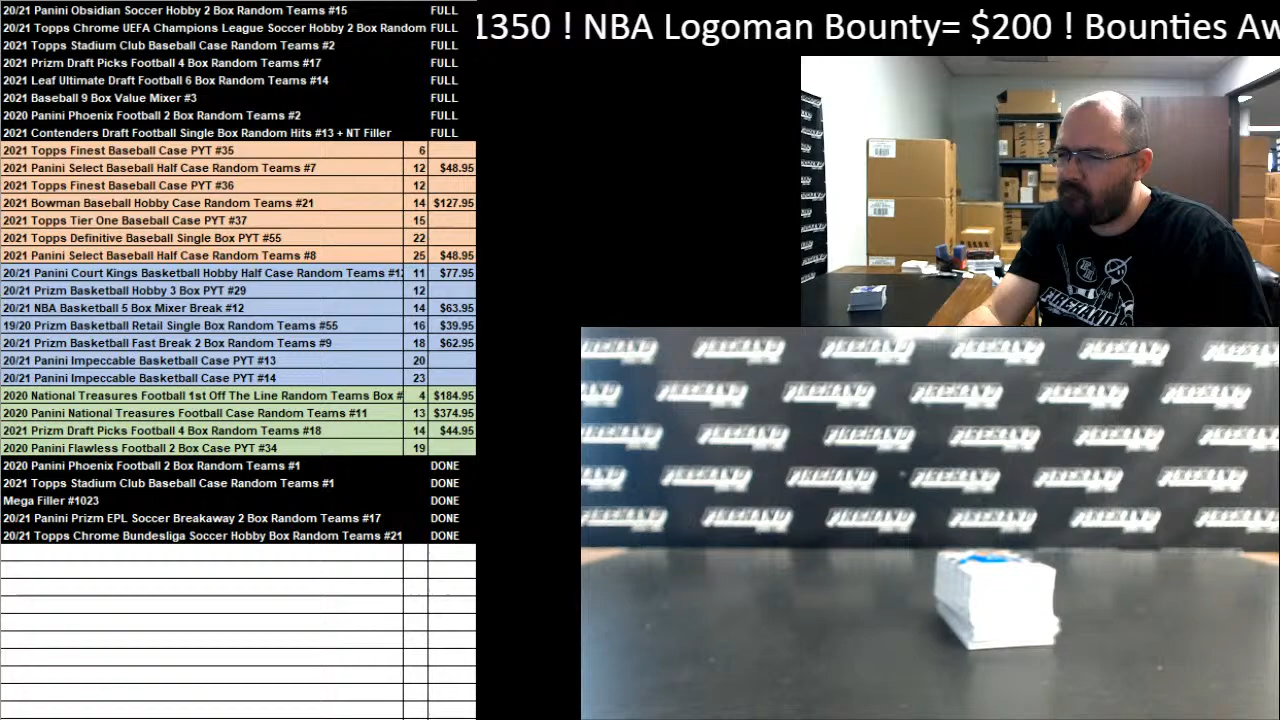 20/21 Panini Obsidian Soccer Hobby 2 Box Random Teams #15 FULL
20/21 Topps Chrome UEFA Champions League Soccer Hobby 2 Box Random FULL
2021 Topps Stadium Club Baseball Case Random Teams #2 FULL
2021 Prizm Draft Picks Football 4 Box Random Teams #17 FULL
2021 Leaf Ultimate Draft Football 6 Box Random Teams #14 FULL
2021 Baseball 9 Box Value Mixer #3 FULL
2020 Panini Phoenix Football 2 Box Random Teams #2 FULL
2021 Contenders Draft Football Single Box Random Hits #13 + NT Filler FULL
2021 Topps Finest Baseball Case PYT #35 6
2021 Panini Select Baseball Half Case Random Teams #7 12 $48.95
2021 Topps Finest Baseball Case PYT #36 12
2021 Bowman Baseball Hobby Case Random Teams #21 14 $127.95
2021 Topps Tier One Baseball Case PYT #37 15
2021 Topps Definitive Baseball Single Box PYT #55 22
2021 Panini Select Baseball Half Case Random Teams #8 25 $48.95
20/21 Panini Court Kings Basketball Hobby Half Case Random Teams #1 11 $77.95
20/21 Prizm Basketball Hobby 3 Box PYT #29 12
20/21 NBA Basketball 5 Box Mixer Break #12 14 $63.95
19/20 Prizm Basketball Retail Single Box Random Teams #55 16 $39.95
20/21 Prizm Basketball Fast Break 2 Box Random Teams #9 18 $62.95
20/21 Panini Impeccable Basketball Case PYT #13 20
20/21 Panini Impeccable Basketball Case PYT #14 23
2020 National Treasures Football 1st Off The Line Random Teams Box # 4 $184.95
2020 Panini National Treasures Football Case Random Teams #11 13 $374.95
2021 Prizm Draft Picks Football 4 Box Random Teams #18 14 $44.95
2020 Panini Flawless Football 2 Box Case PYT #34 19
2020 Panini Phoenix Football 2 Box Random Teams #1 DONE
2021 Topps Stadium Club Baseball Case Random Teams #1 DONE
Mega Filler #1023 DONE
20/21 Panini Prizm EPL Soccer Breakaway 2 Box Random Teams #17 DONE
20/21 Topps Chrome Bundesliga Soccer Hobby Box Random Teams #21 DONE
1350 ! NBA Logoman Bounty= $200 ! Bounties Aw
FIREHAND